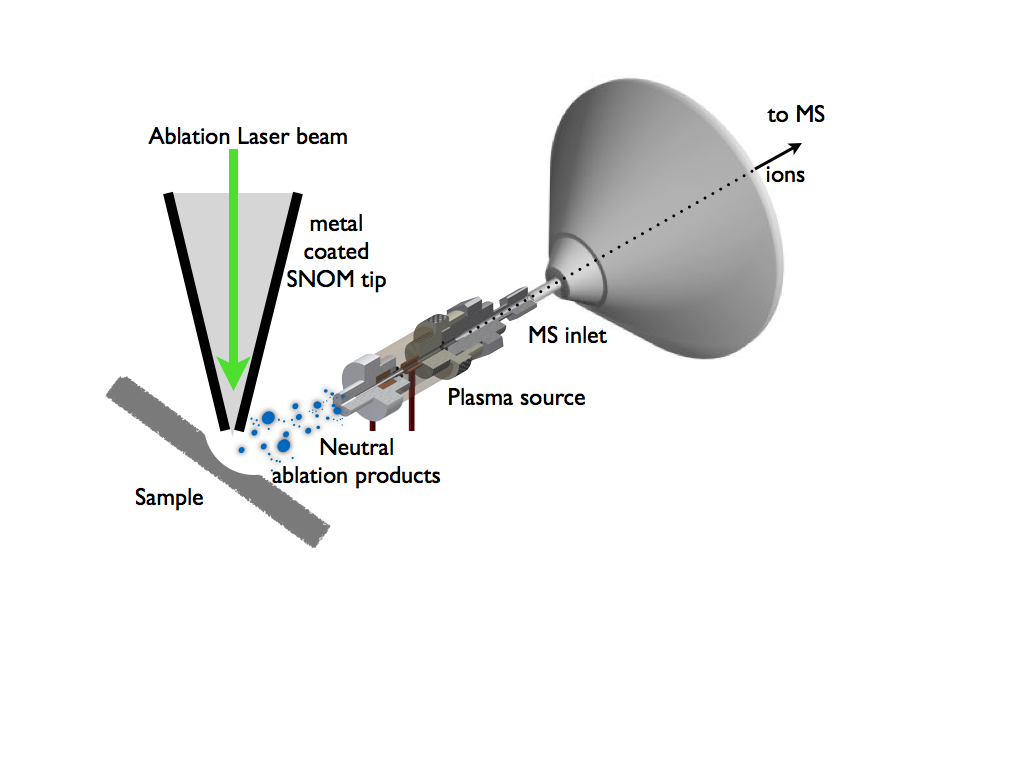 to MS
Ablation Laser beam
ions
metal
coated
SNOM tip
MS inlet
Plasma source
Neutral
ablation products
Sample